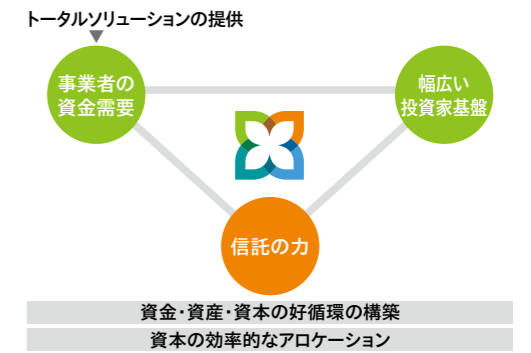 トータルソリューションの提供
事業者の
資金需要
幅広い
投資家基盤
信託の力
資金・資産・資本の好循環の構築
資本の効率的なアロケーション